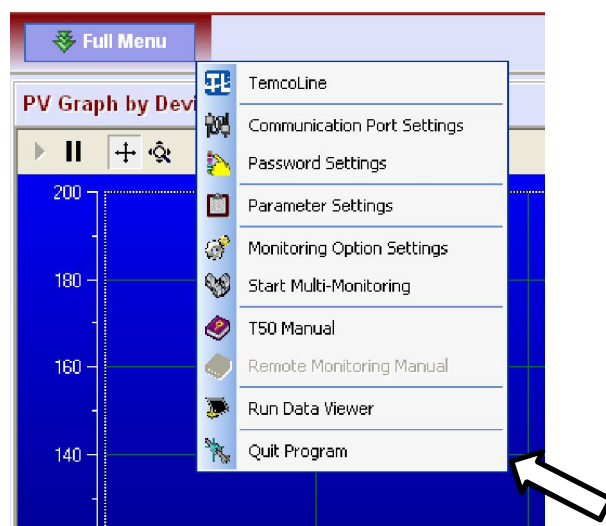 Full Menu
TemcoLine
PV Graph by Devi
Communication Port Settings
Password Settings
Parameter Settings
Monitoring Option Settings
Start Multi-Monitoring
T50 Manual
Remote Monitoring Manual
Run Data Viewer
Quit Program
200
180
160
140